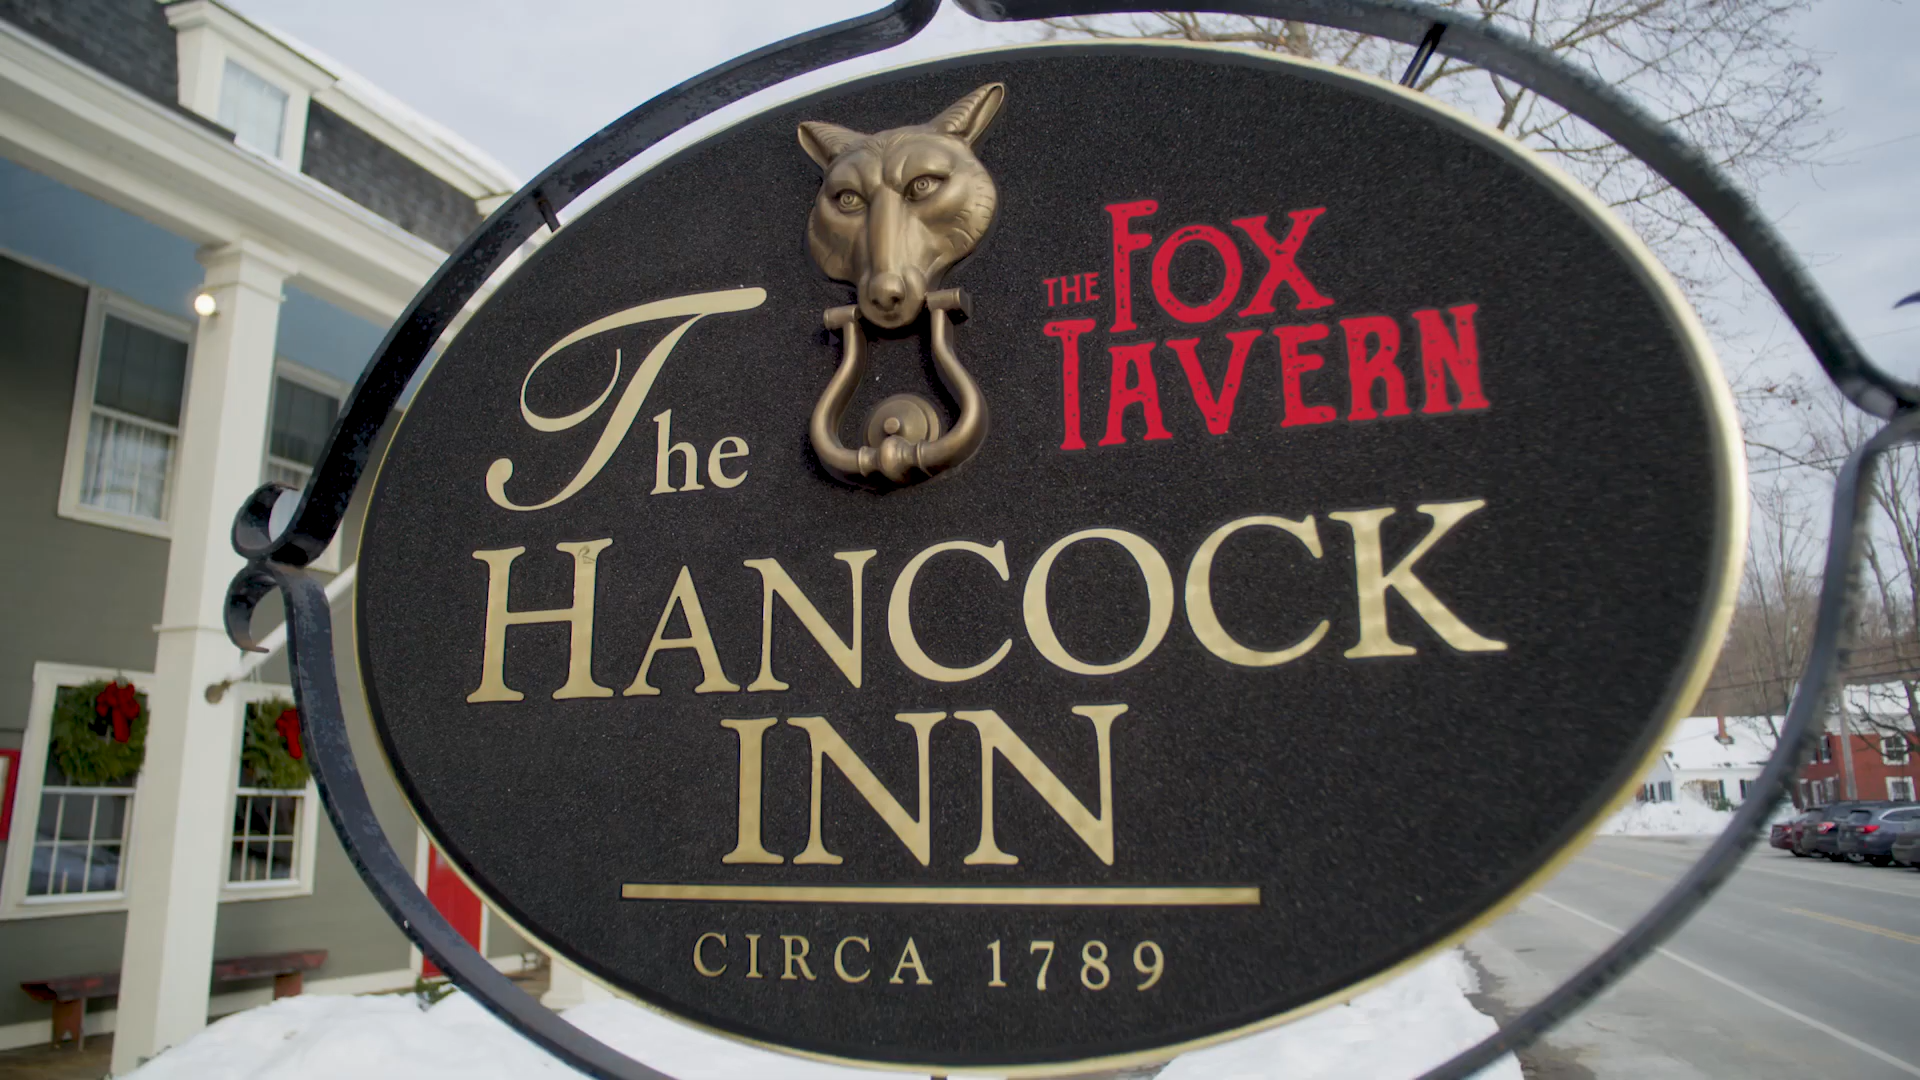 The
THE FOX
TAVERN
HANCOCK
INN
CIRCA 1789